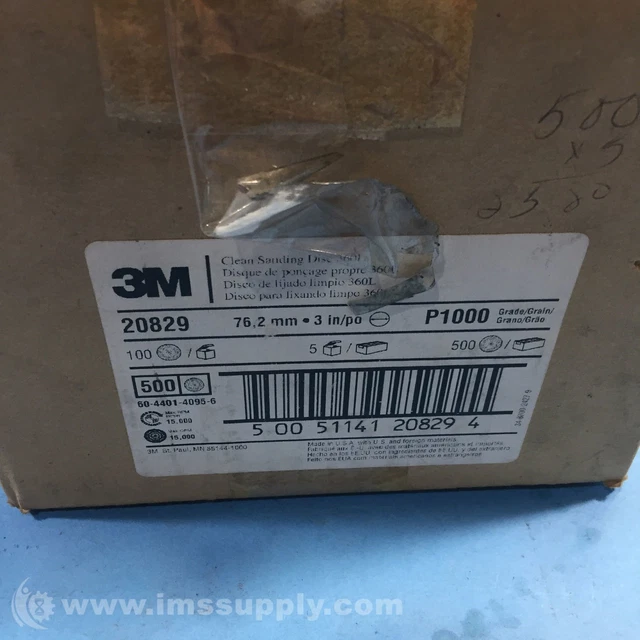 500
x 5
2500
3M
Clean Sanding Disc 360L
Disque de ponçage propre 360L
Disco de lijado limpio 360L
Disco para lixando limpo 360L
20829
76,2 mm • 3 in/po
P1000
Grade/Grain/
Grano/Grão
100 /
5 /
500 /
500
60-4401-4095-6
Max. RPM
15,000
15,000
5 00 51141 20829 4
3M St. Paul, MN 55144-1000
Made in U.S.A. with U.S. and foreign materials.
www.imssupply.com